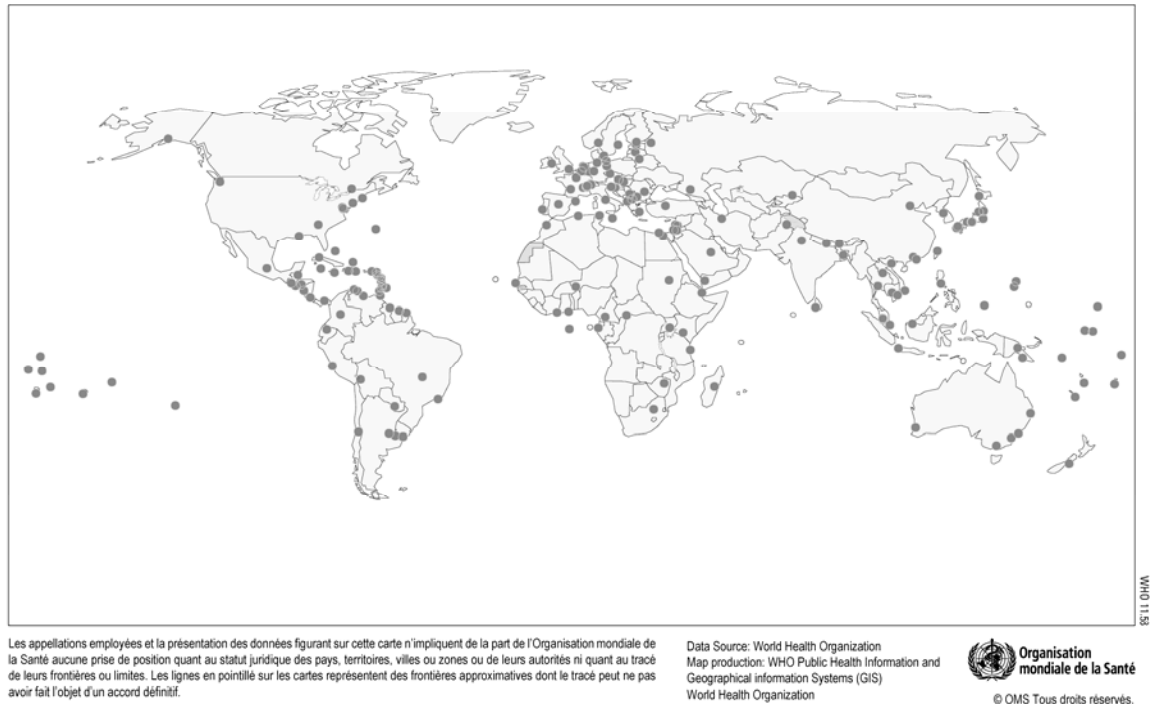 WHO 11.53
Les appellations employées et la présentation des données figurant sur cette carte n'impliquent de la part de l'Organisation mondiale de
la Santé aucune prise de position quant au statut juridique des pays, territoires, villes ou zones ou de leurs autorités ni quant au tracé
de leurs frontières ou limites. Les lignes en pointillé sur les cartes représentent des frontières approximatives dont le tracé peut ne pas
avoir fait l'objet d'un accord définitif.
Data Source: World Health Organization
Map production: WHO Public Health Information and
Geographical information Systems (GIS)
World Health Organization
Organisation
mondiale de la Santé
© OMS Tous droits réservés.